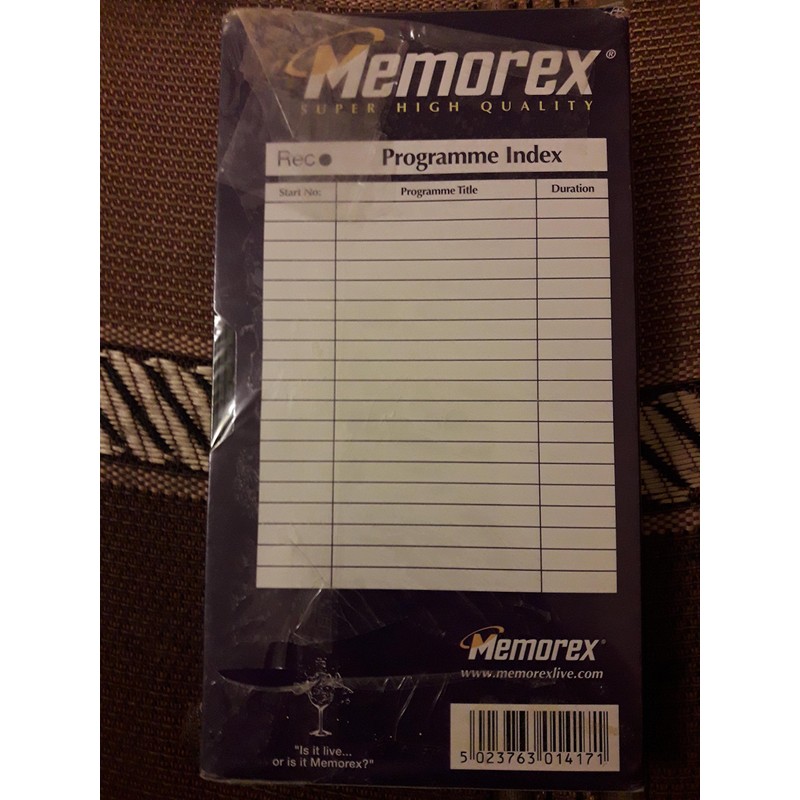 Memorex®
SUPER HIGH QUALITY
Rec● Programme Index
Start No: Programme Title Duration
Memorex®
www.memorexlive.com
"Is it live...
or is it Memorex?"
5 023763 014171